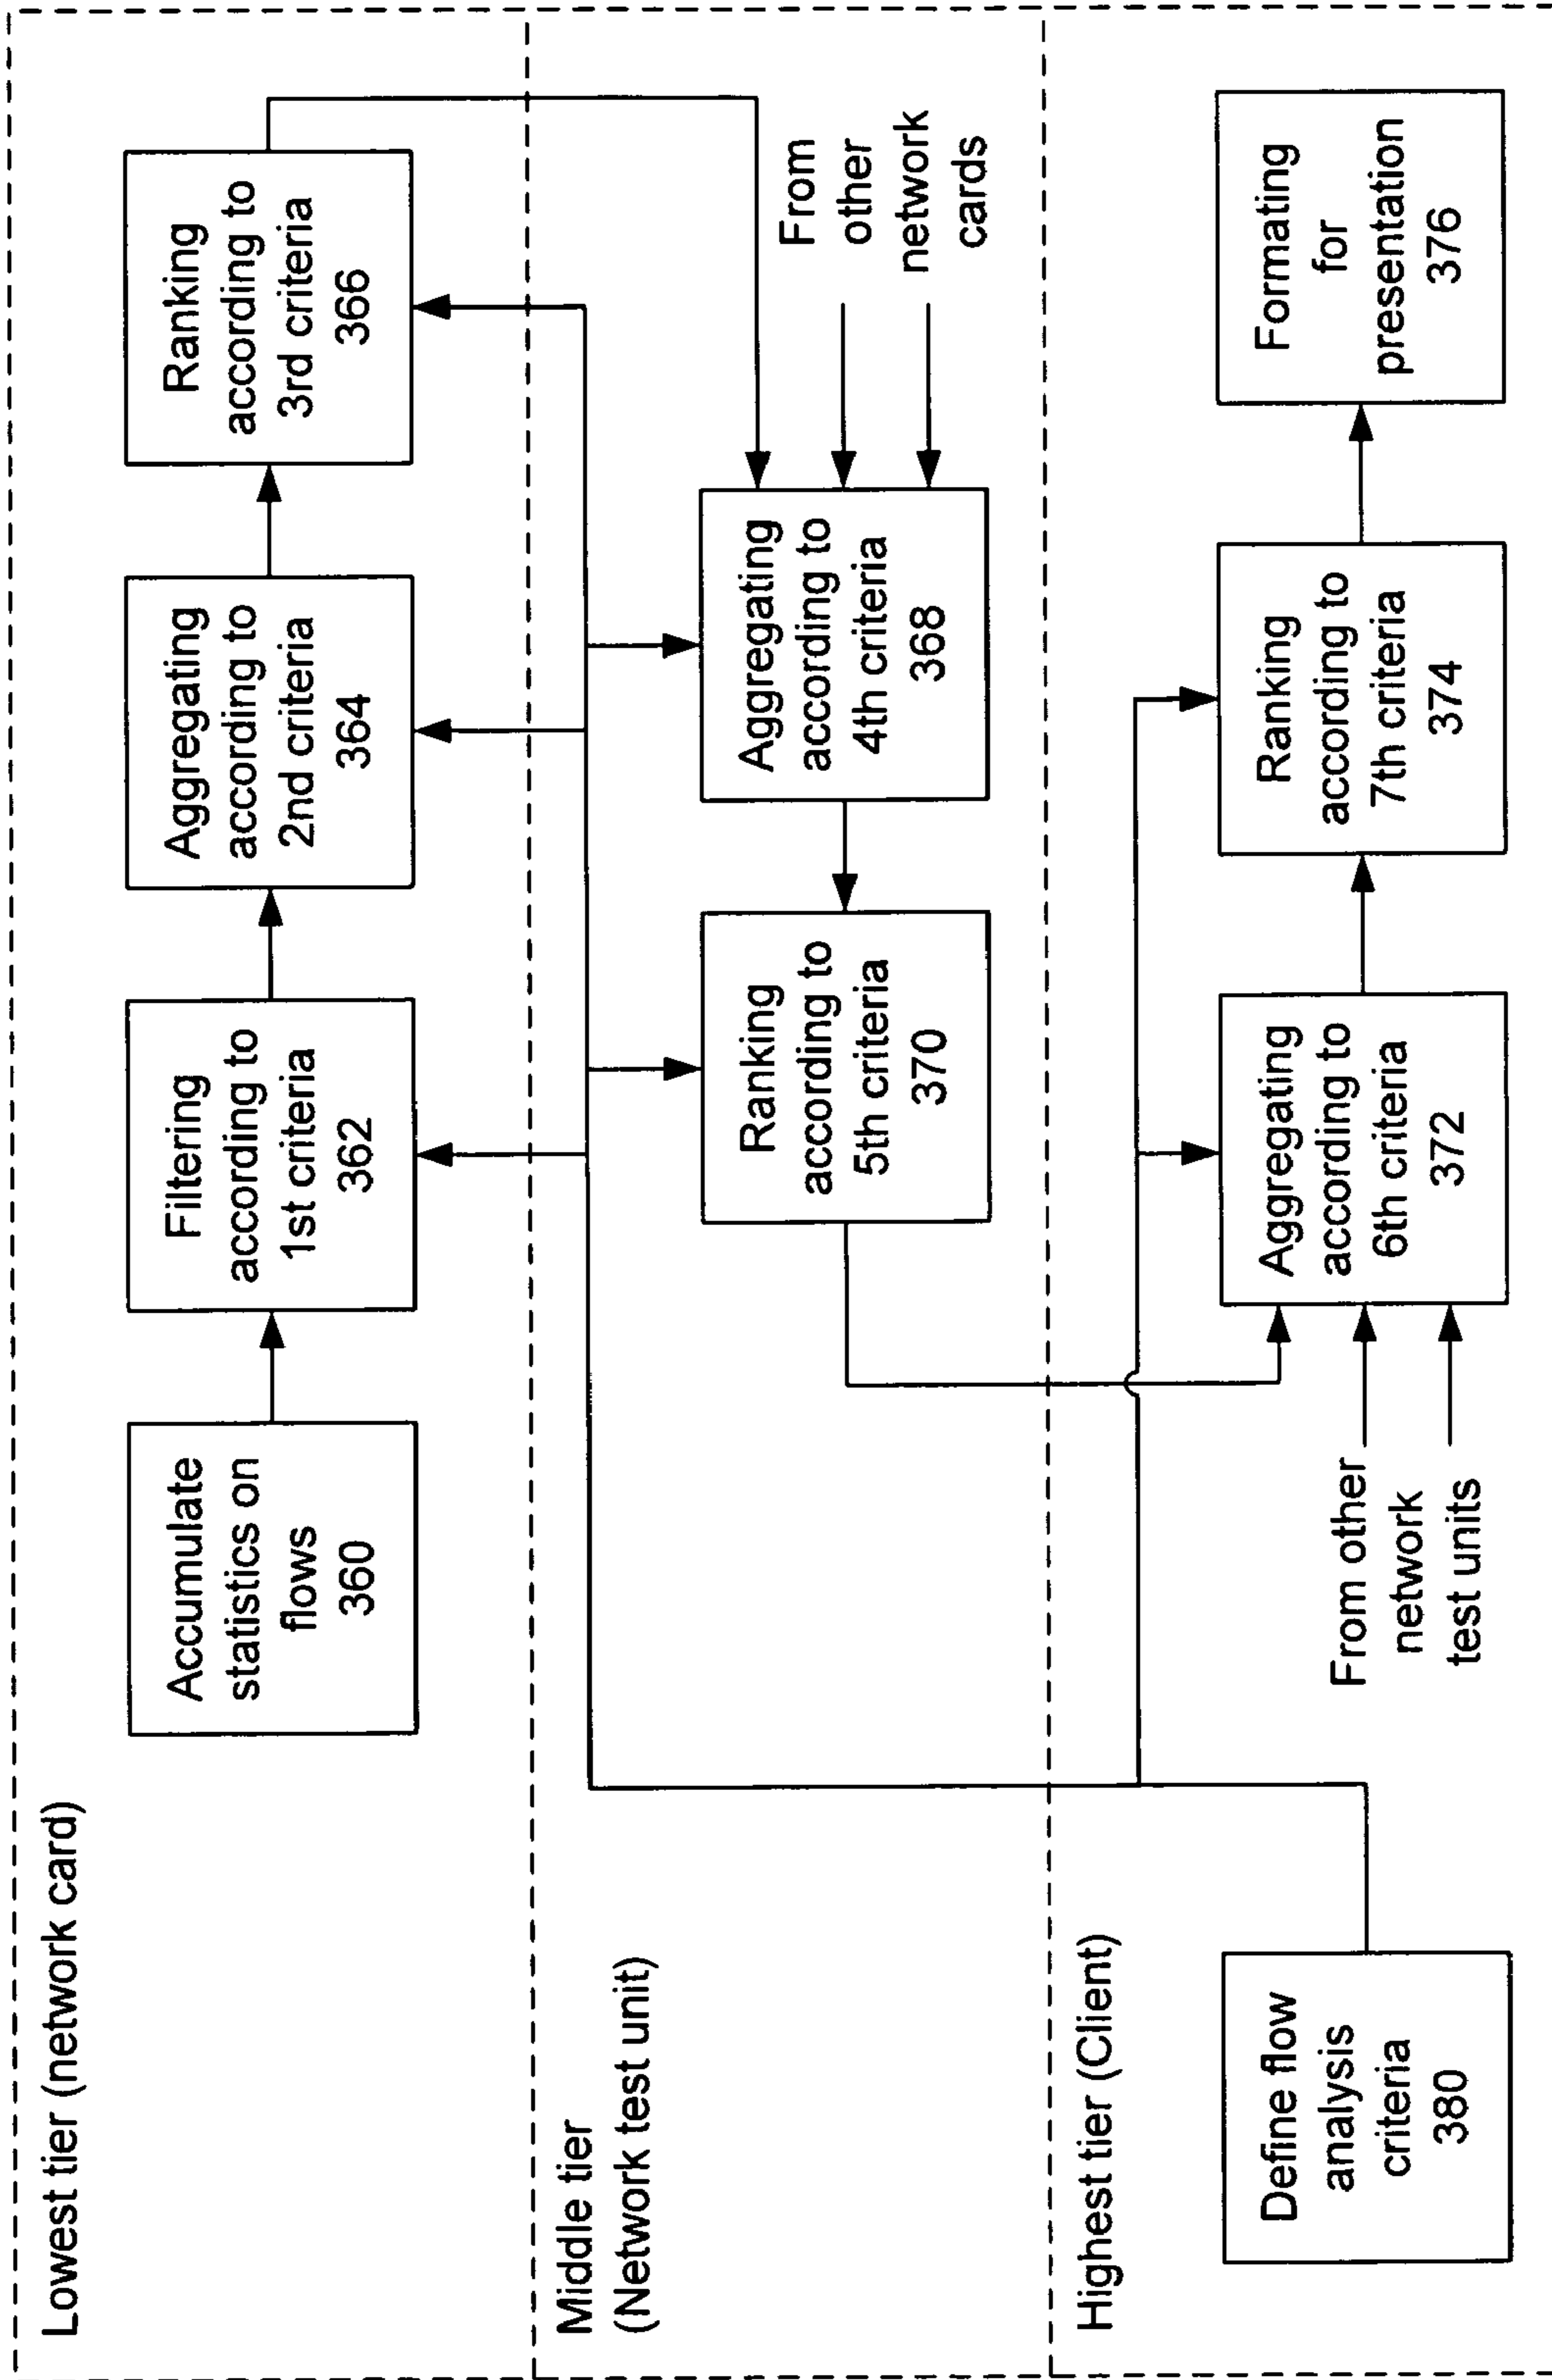 Lowest tier (network card)
Accumulate
statistics on
flows
360
Filtering
according to
1st criteria
362
Aggregating
according to
2nd criteria
364
Ranking
according to
3rd criteria
366
Middle tier
(Network test unit)
Ranking
according to
5th criteria
370
Aggregating
according to
4th criteria
368
From
other
network
cards
Highest tier (Client)
Define flow
analysis
criteria
380
From other
network
test units
Aggregating
according to
6th criteria
372
Ranking
according to
7th criteria
374
Formating
for
presentation
376